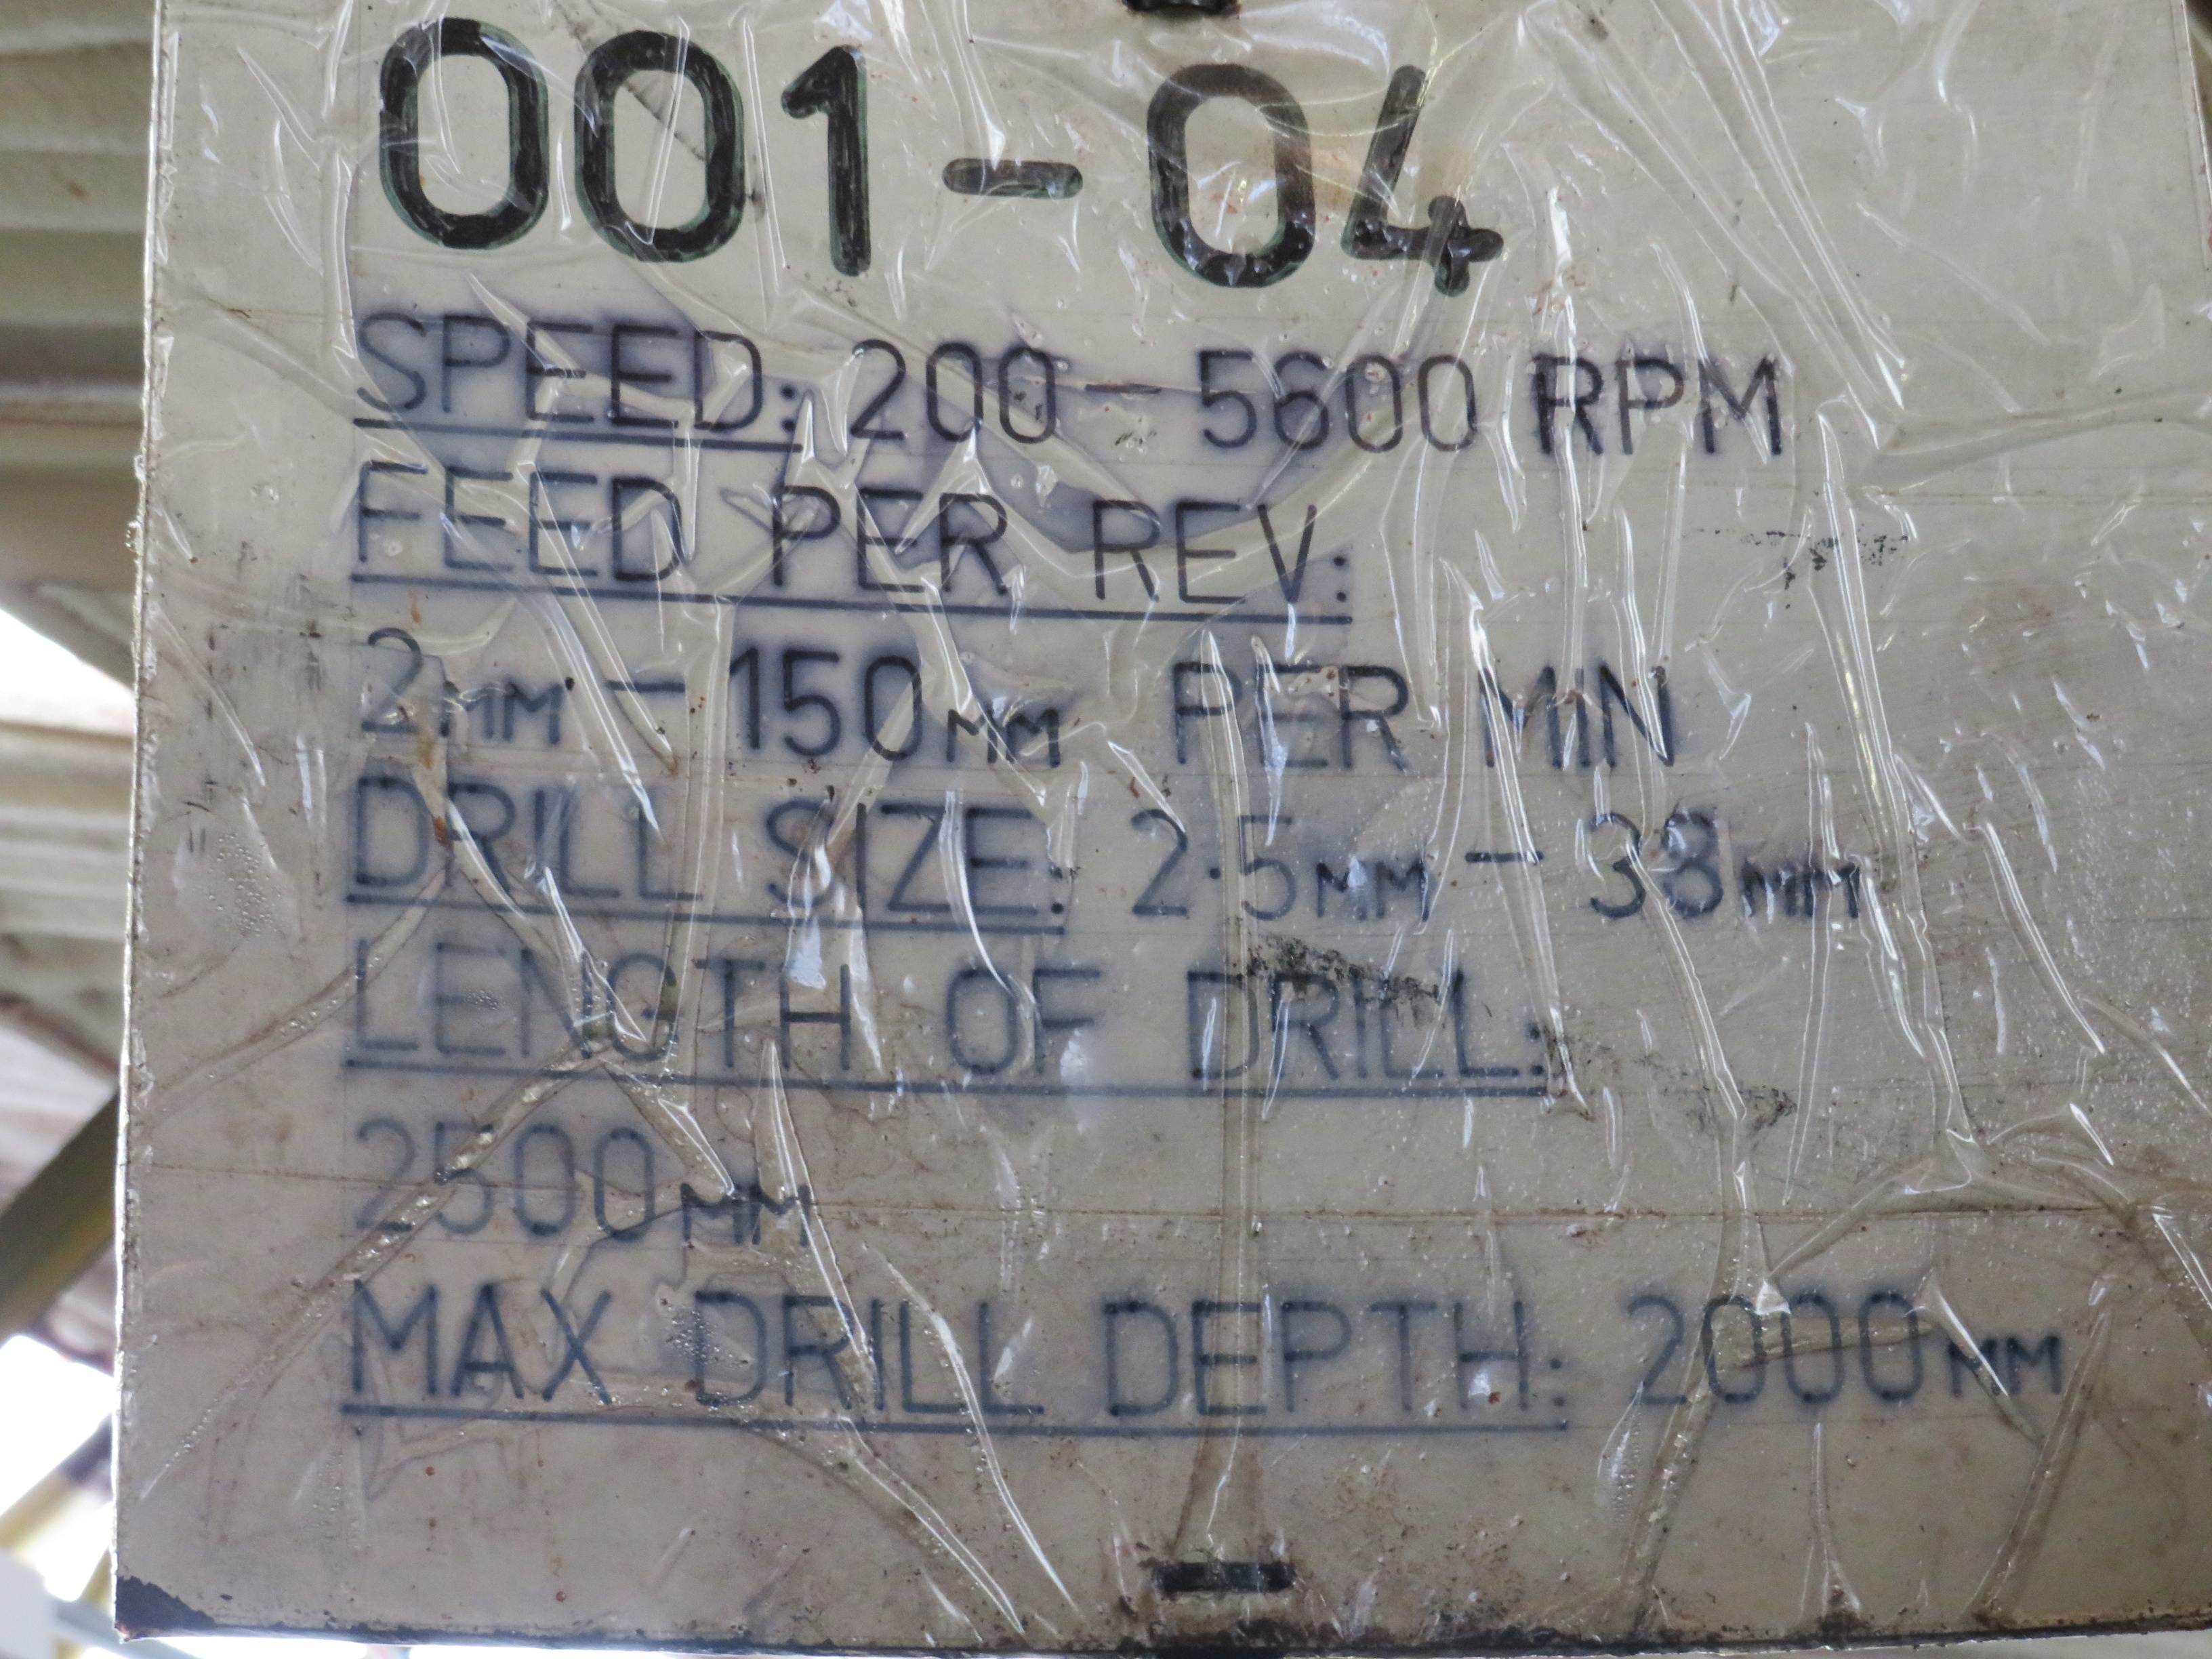 001-04
SPEED: 200 - 5600 RPM
FEED PER REV:
2MM - 150MM PER MIN
DRILL SIZE: 2·5MM - 38MM
LENGTH OF DRILL:
2500MM
MAX DRILL DEPTH: 2000MM